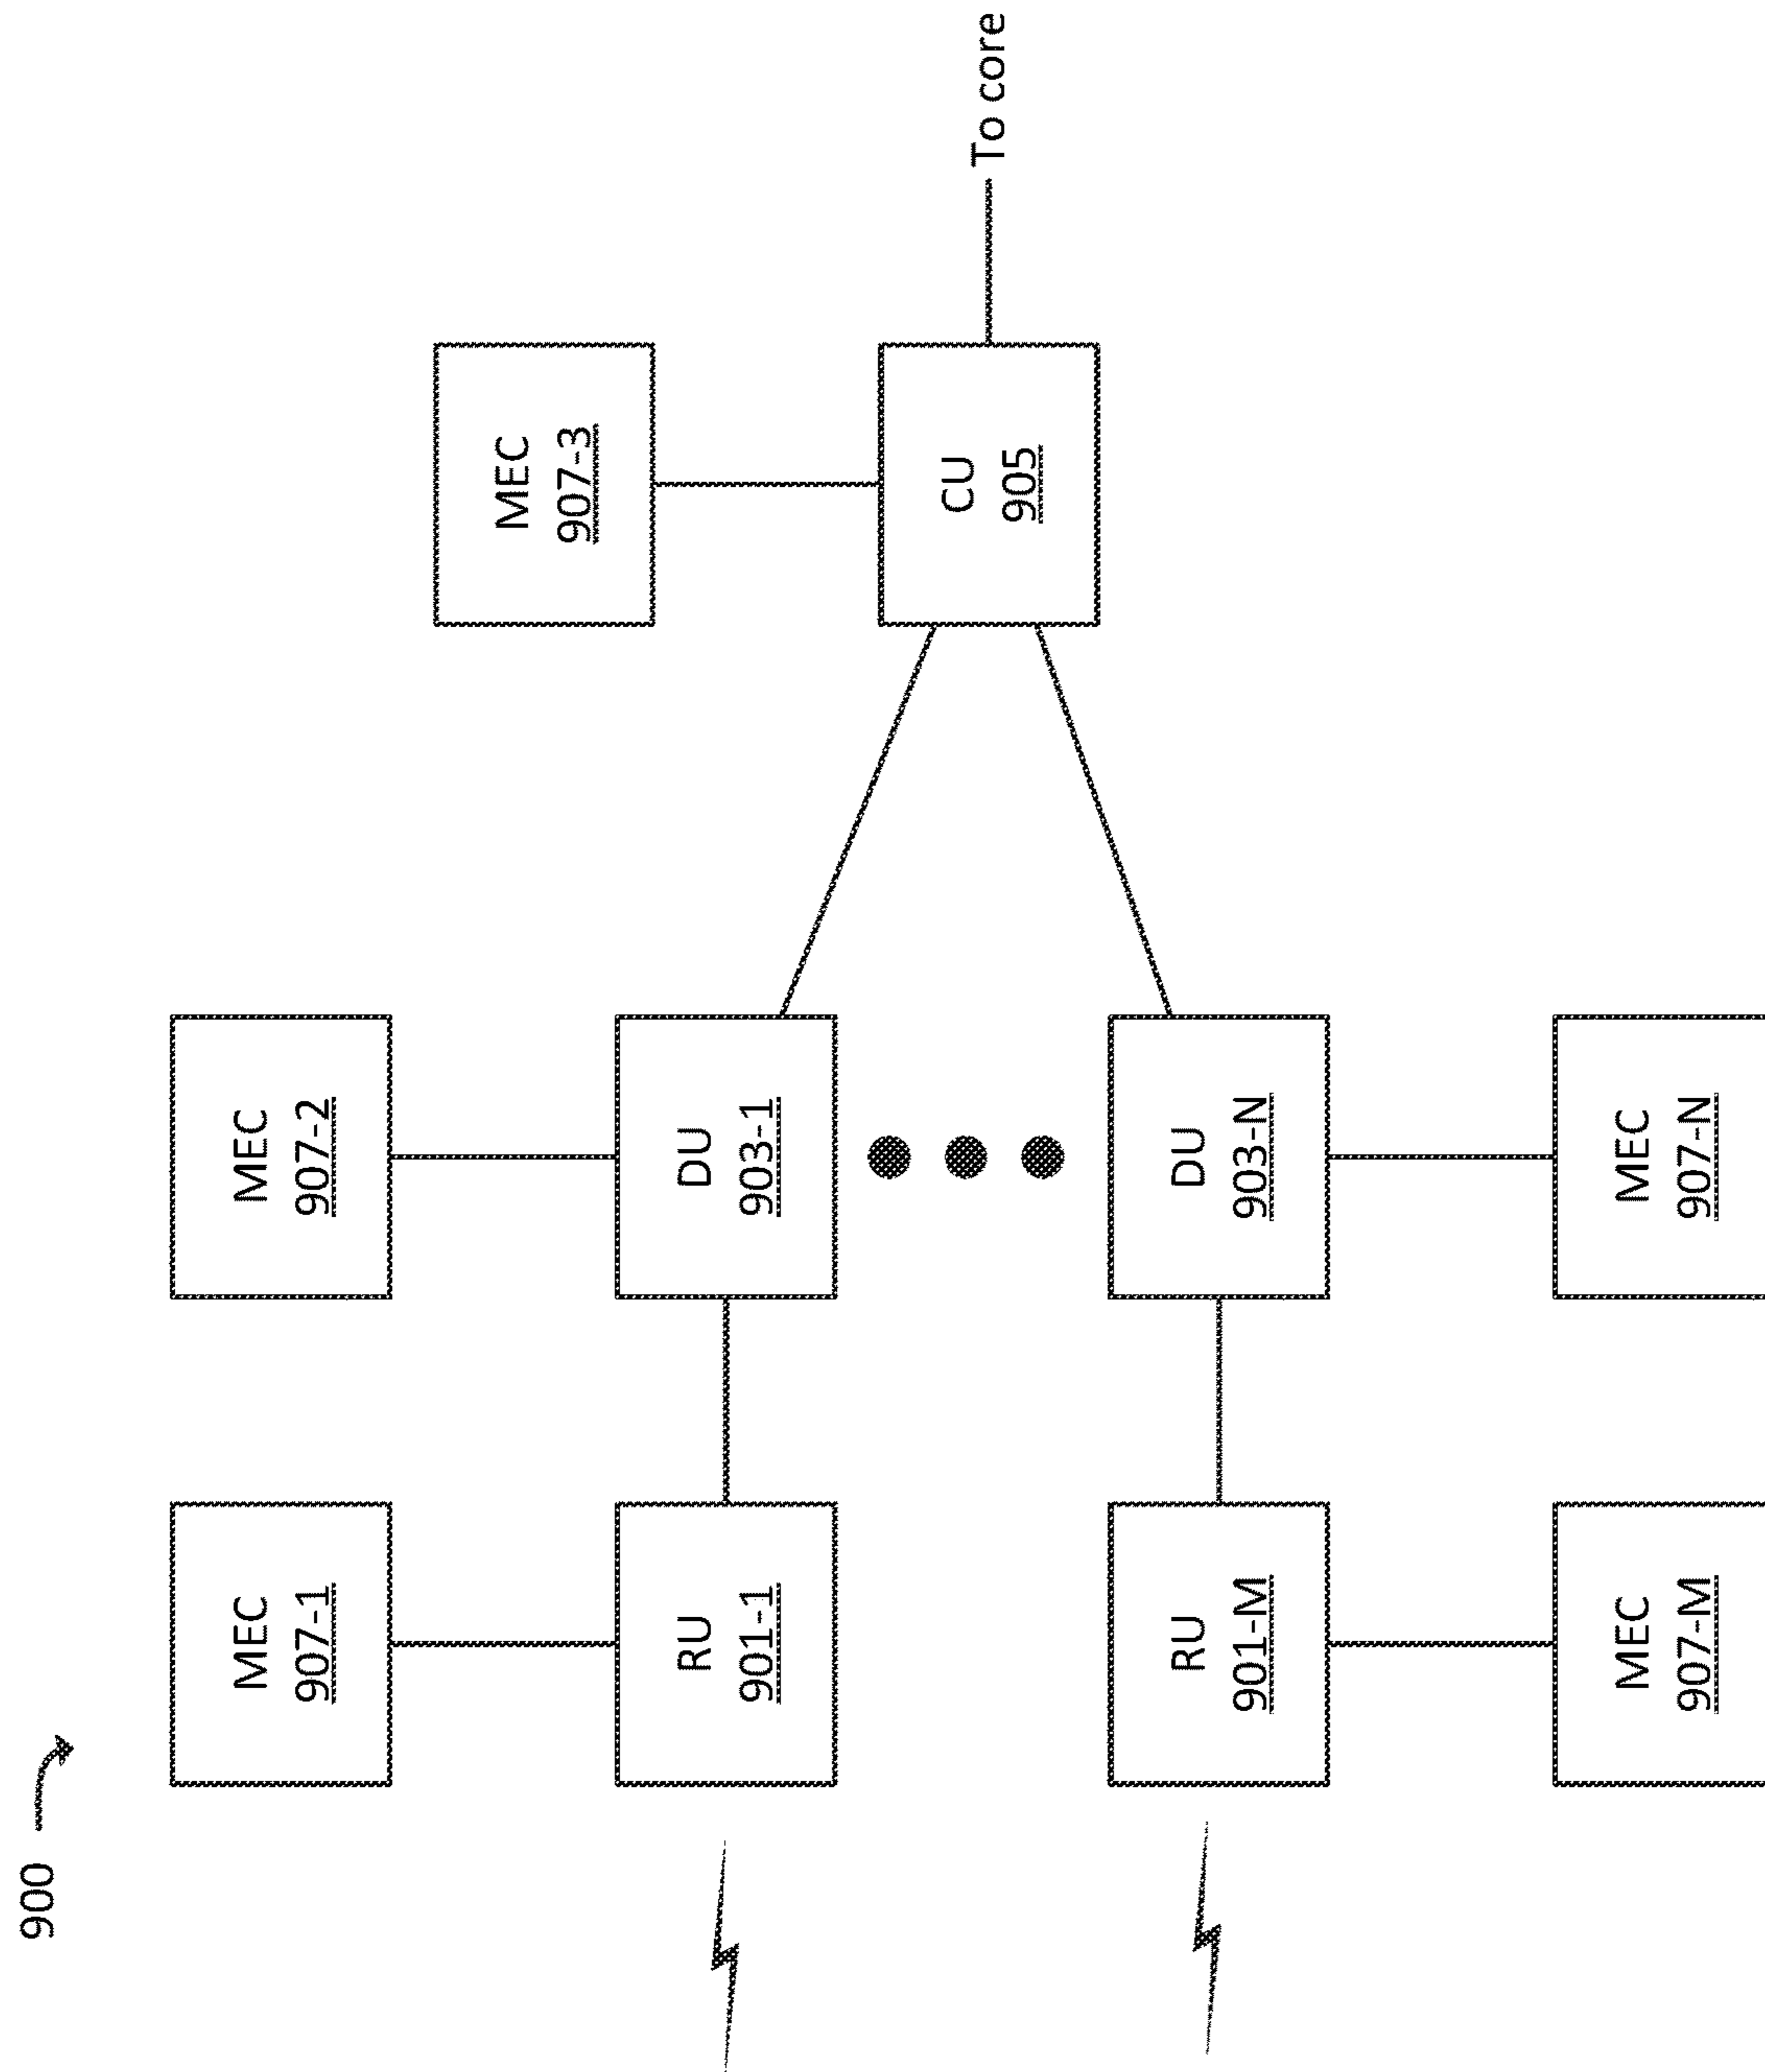 900
MEC
907-1
MEC
907-2
MEC
907-3
RU
901-1
DU
903-1
CU
905
To core
RU
901-M
DU
903-N
MEC
907-M
MEC
907-N